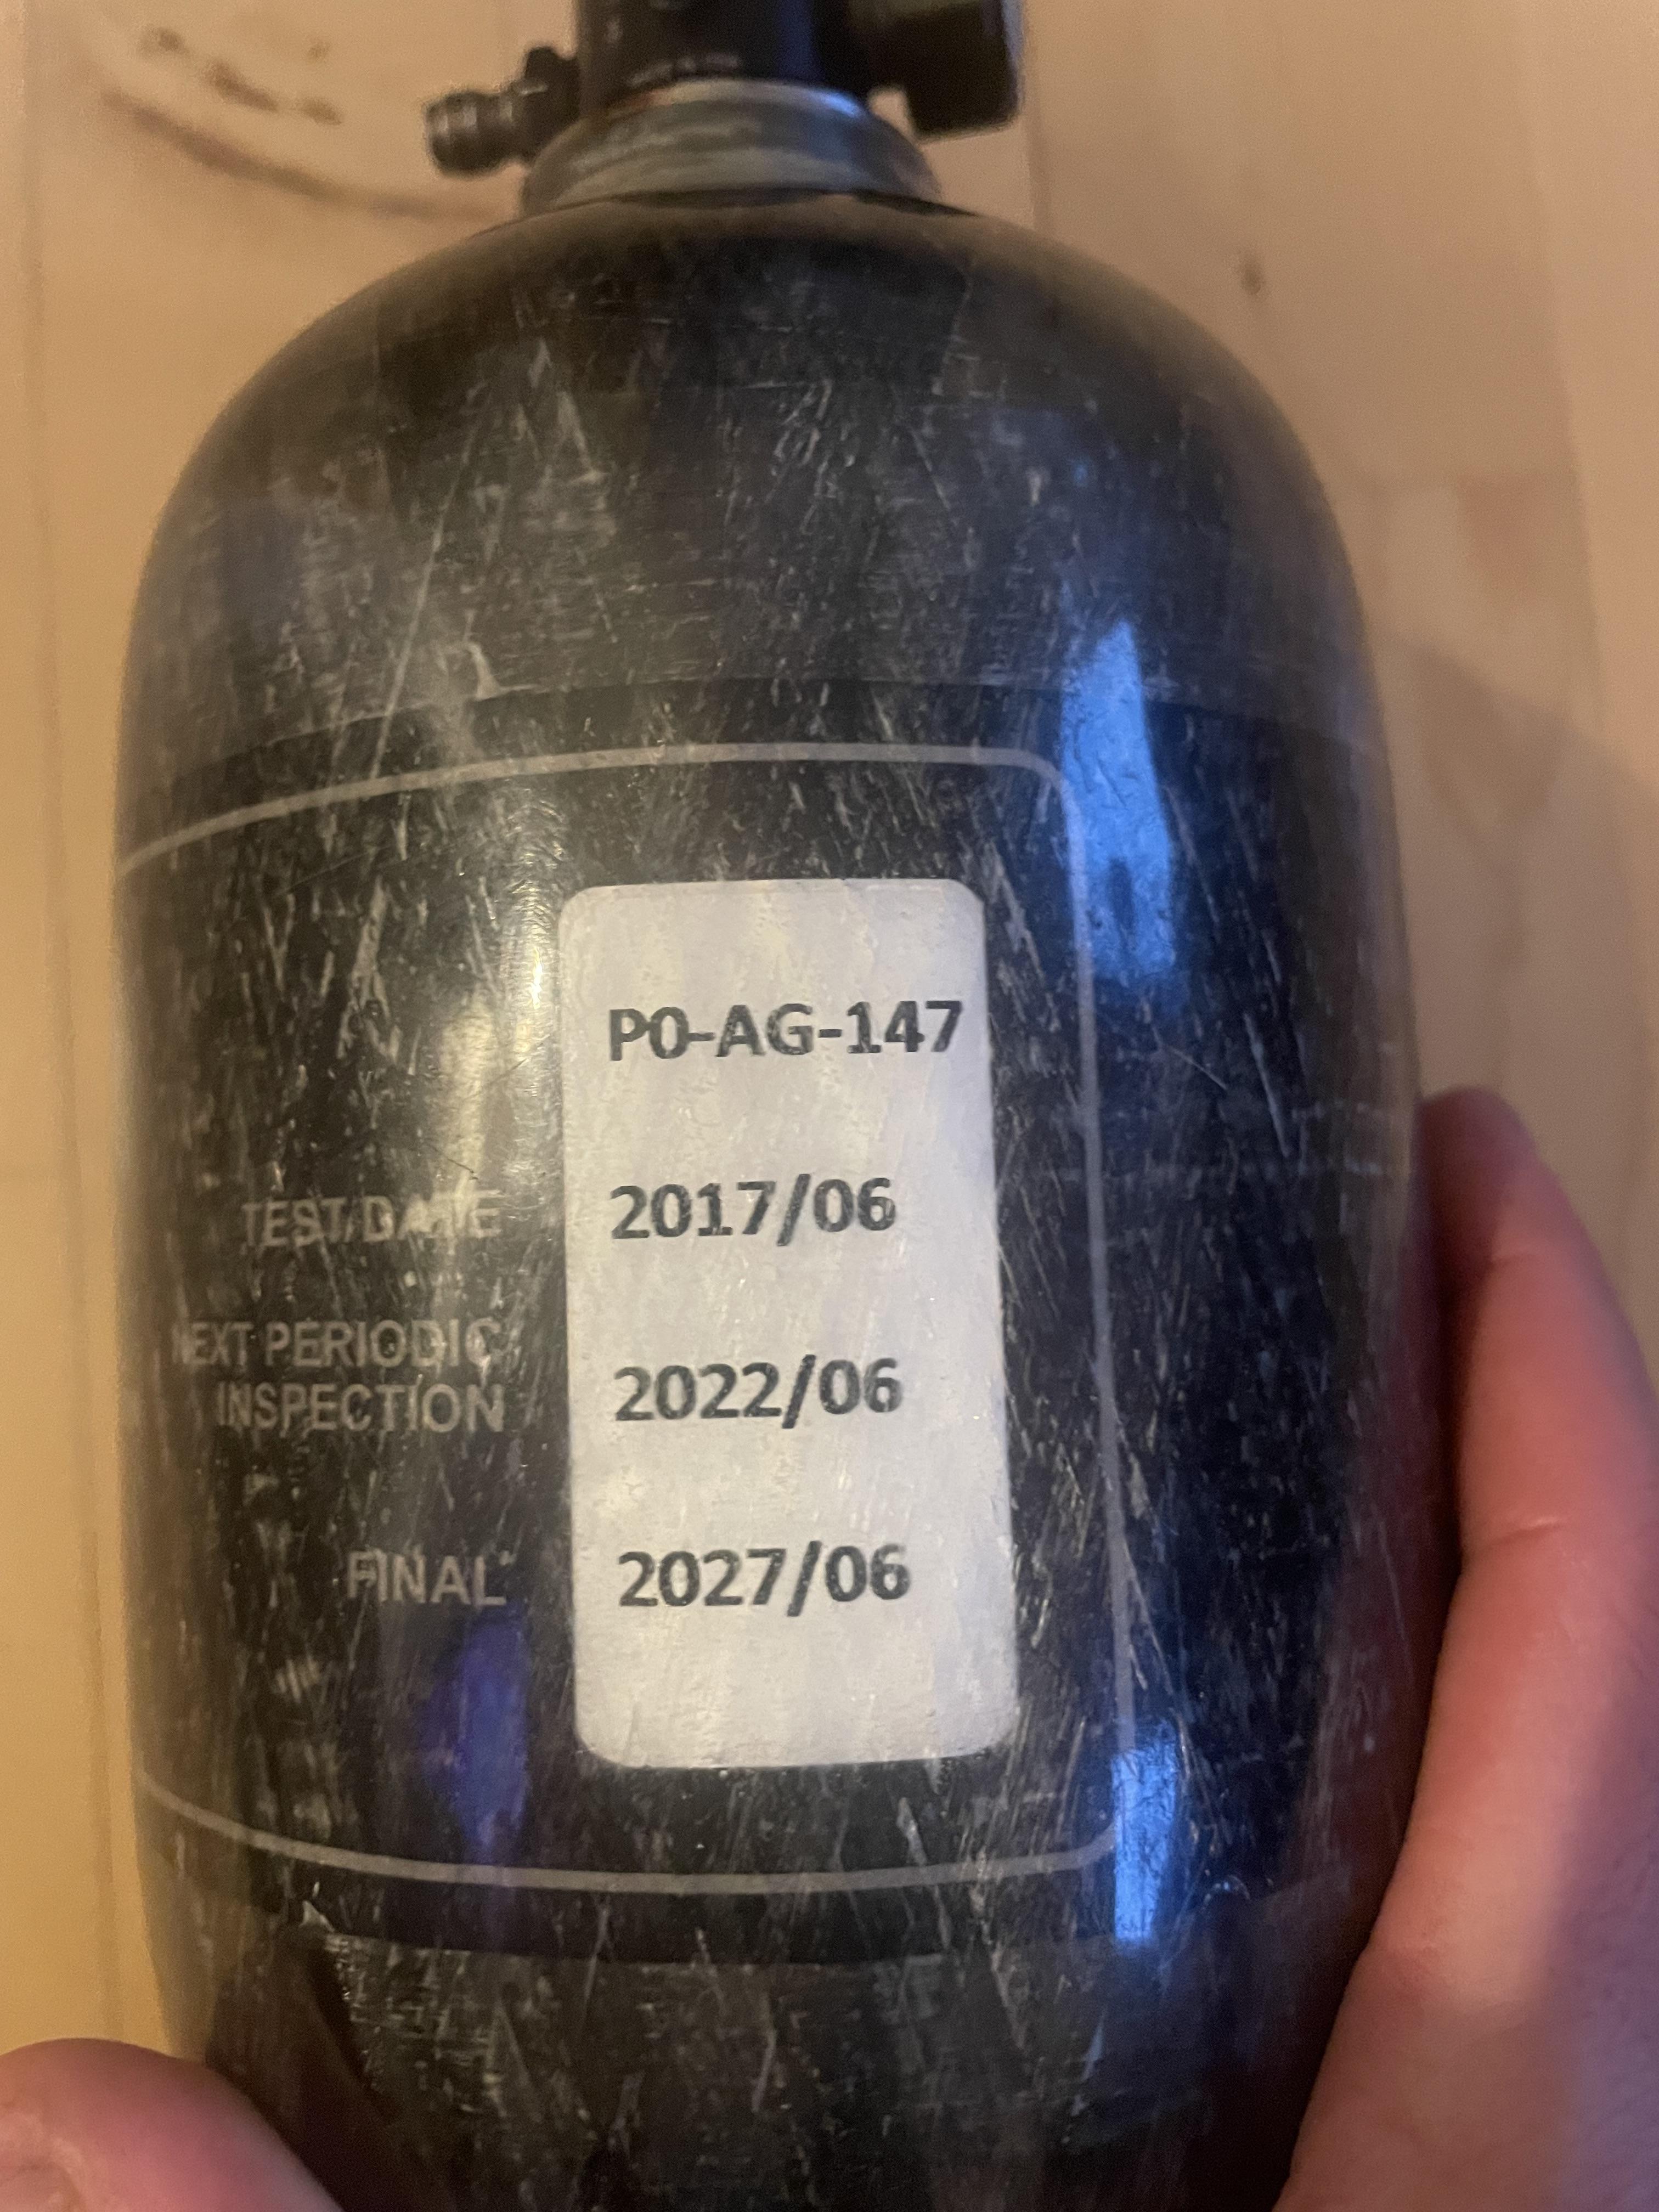 P0-AG-147
TEST DATE 2017/06
NEXT PERIODIC
INSPECTION 2022/06
FINAL 2027/06